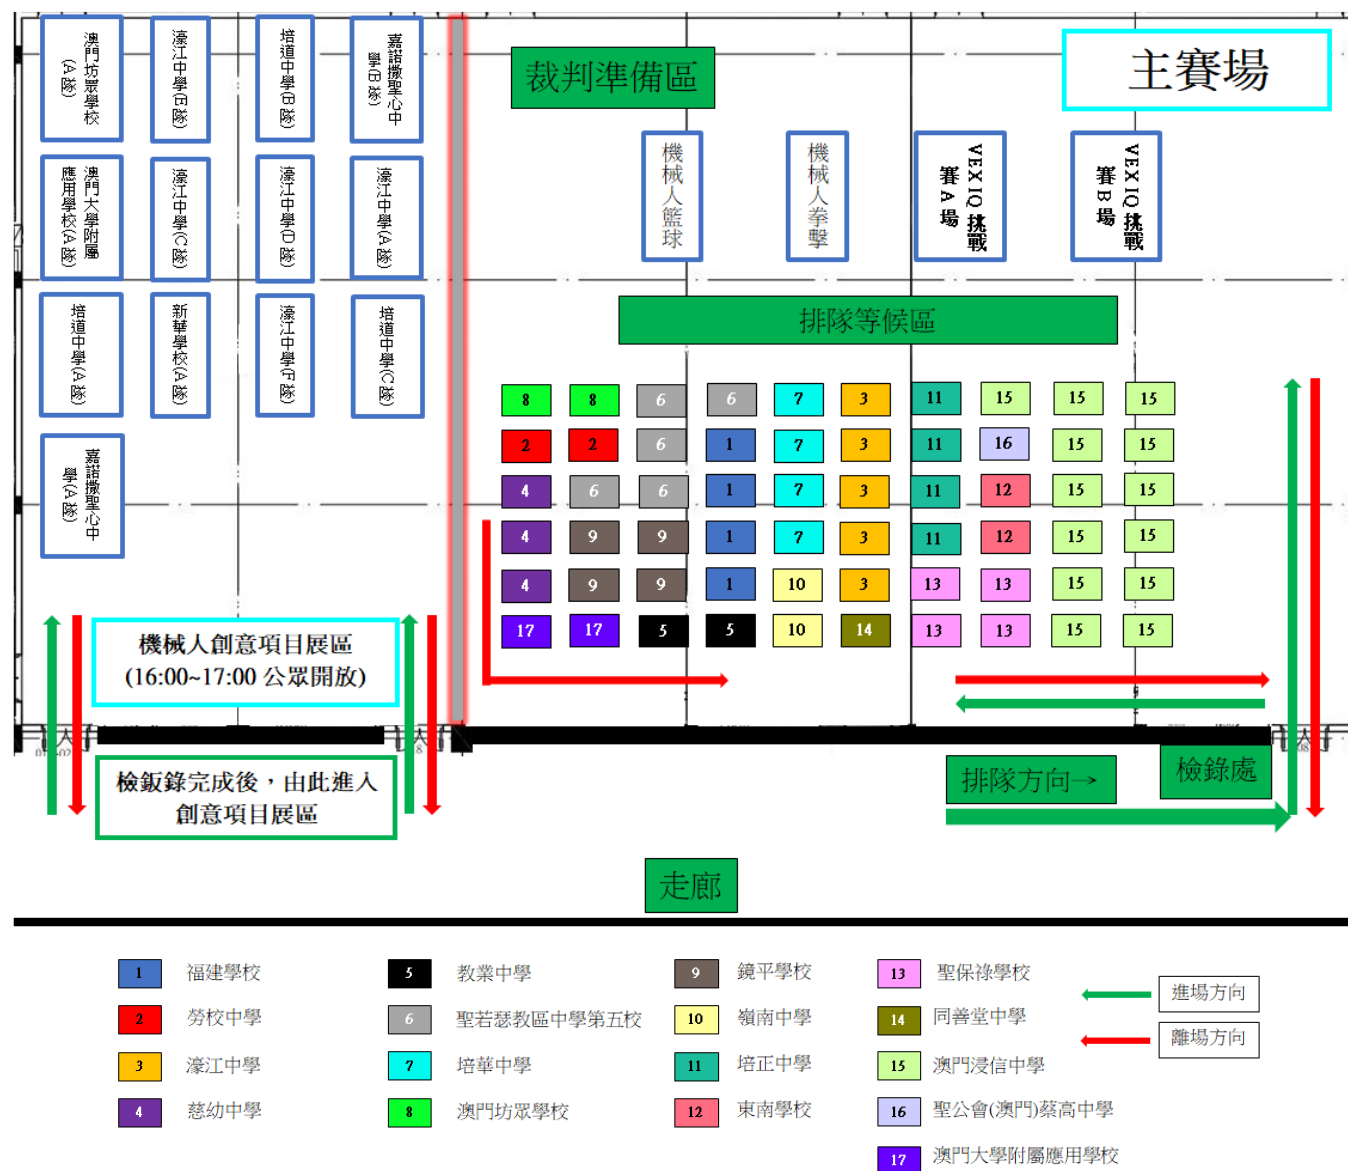 澳門坊眾學校
(A隊)
濠江中學(E隊)
培道中學(B隊)
嘉諾撒聖心中
學(B隊)
裁判準備區
主賽場
澳門大學附屬
應用學校(A隊)
濠江中學(C隊)
濠江中學(D隊)
濠江中學(A隊)
機械人籃球
機械人拳擊
VEX IQ 挑戰
賽 A 場
VEX IQ 挑戰
賽 B 場
培道中學(A隊)
新華學校(A隊)
濠江中學(F隊)
培道中學(C隊)
排隊等候區
嘉諾撒聖心中
學(A隊)
8 8 6 6 7 3 11 15 15 15
2 2 6 1 7 3 11 16 15 15
4 6 6 1 7 3 11 12 15 15
4 9 9 1 7 3 11 12 15 15
4 9 9 1 10 3 13 13 15 15
17 17 5 5 10 14 13 13 15 15
機械人創意項目展區
(16:00~17:00 公眾開放)
檢鈑錄完成後，由此進入
創意項目展區
排隊方向→
檢錄處
走廊
1 福建學校
5 教業中學
9 鏡平學校
13 聖保祿學校
進場方向
2 勞校中學
6 聖若瑟教區中學第五校
10 嶺南中學
14 同善堂中學
離場方向
3 濠江中學
7 培華中學
11 培正中學
15 澳門浸信中學
4 慈幼中學
8 澳門坊眾學校
12 東南學校
16 聖公會(澳門)蔡高中學
17 澳門大學附屬應用學校